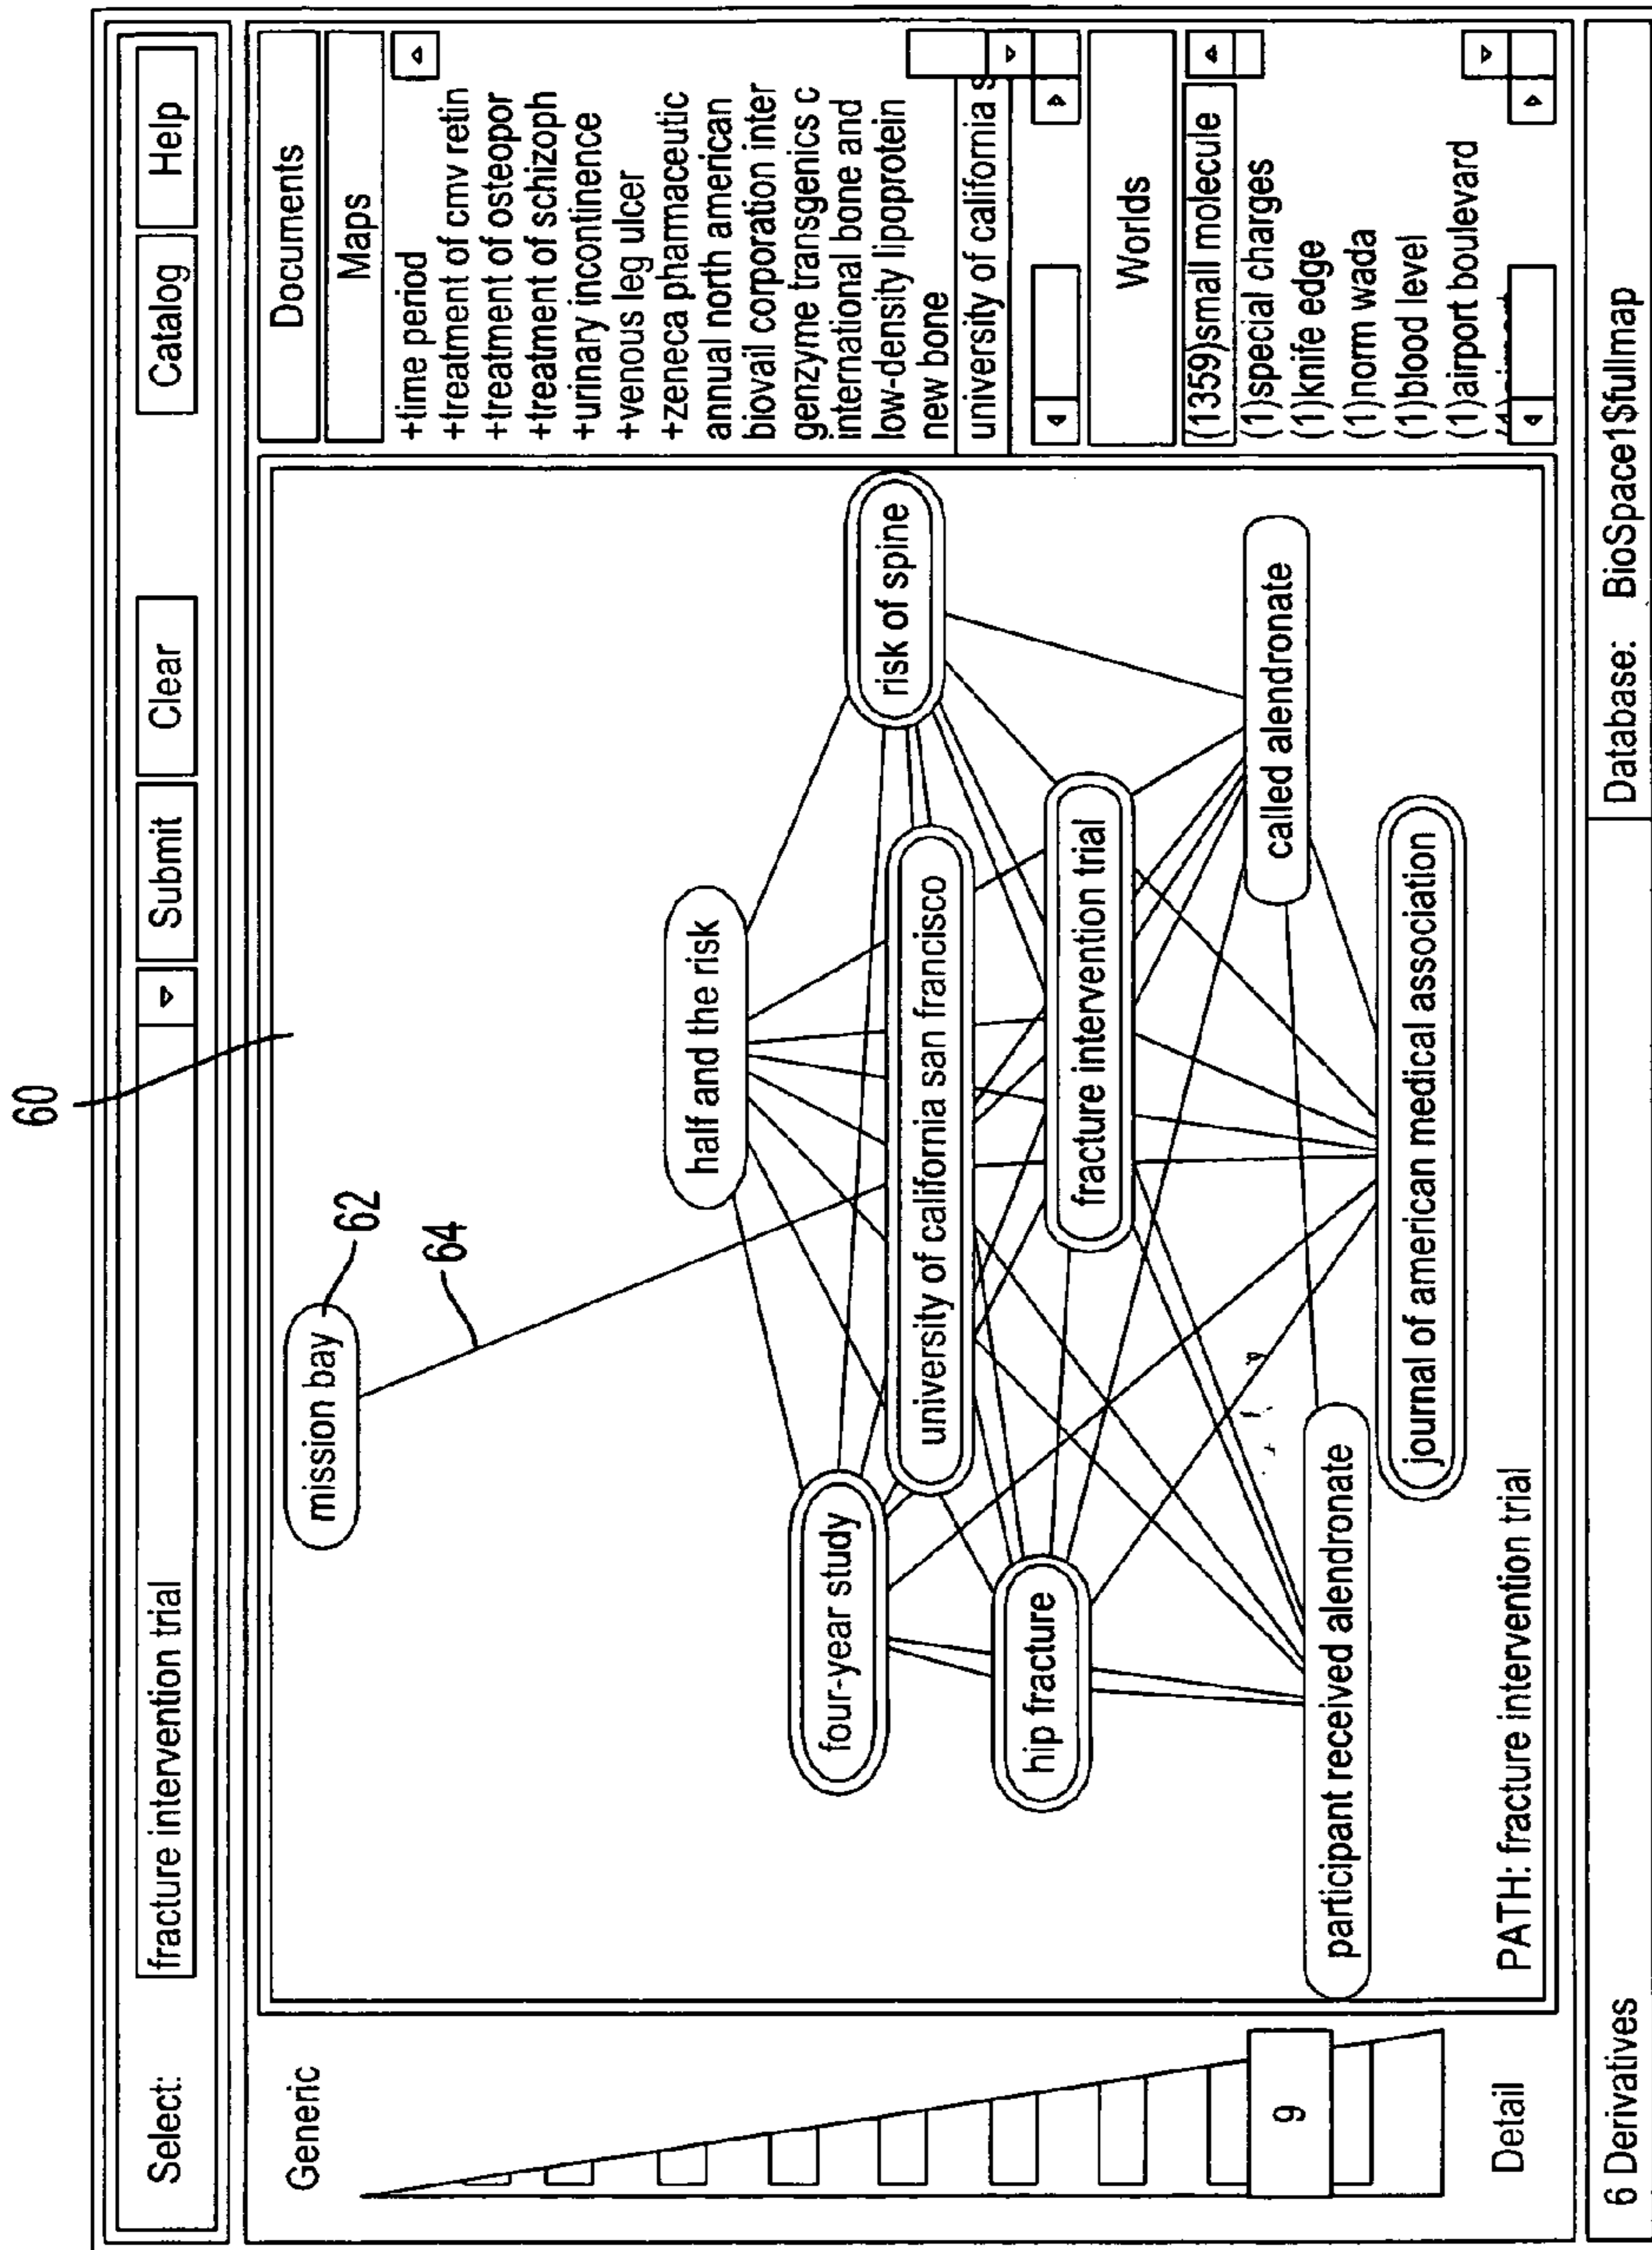 60
Select:
fracture intervention trial
Submit
Clear
Catalog
Help
Generic
9
Detail
mission bay
62
64
half and the risk
four-year study
risk of spine
university of california san francisco
hip fracture
fracture intervention trial
called alendronate
participant received alendronate
journal of american medical association
PATH: fracture intervention trial
Documents
Maps
+time period
+treatment of cmv retin
+treatment of osteopor
+treatment of schizoph
+urinary incontinence
+venous leg ulcer
+zeneca pharmaceutic
annual north american
biovail corporation inter
genzyme transgenics c
international bone and
low-density lipoprotein
new bone
university of california s
Worlds
(1359)small molecule
(1)special charges
(1)knife edge
(1)norm wada
(1)blood level
(1)airport boulevard
6 Derivatives
Database: BioSpace1$fullmap